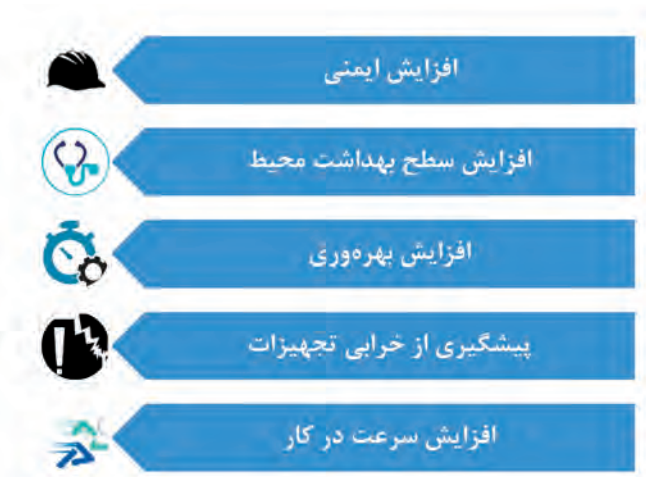 افزایش ایمنی
افزایش سطح بهداشت محیط
افزایش بهره‌وری
پیشگیری از خرابی تجهیزات
افزایش سرعت در کار